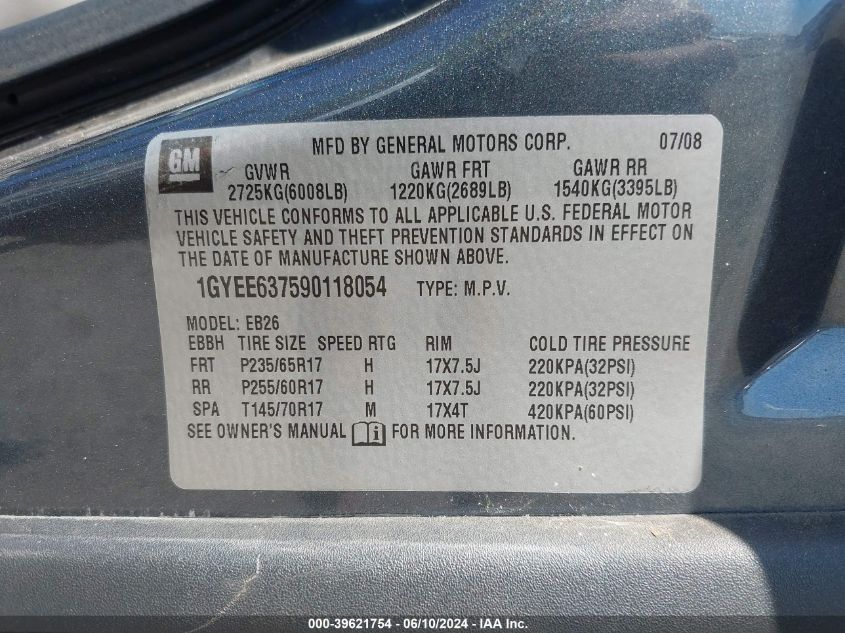 GM
MFD BY GENERAL MOTORS CORP. 07/08
GVWR GAWR FRT GAWR RR
2725KG(6008LB) 1220KG(2689LB) 1540KG(3395LB)
THIS VEHICLE CONFORMS TO ALL APPLICABLE U.S. FEDERAL MOTOR
VEHICLE SAFETY AND THEFT PREVENTION STANDARDS IN EFFECT ON
THE DATE OF MANUFACTURE SHOWN ABOVE.
1GYEE637590118054 TYPE: M.P.V.
MODEL: EB26
EBBH TIRE SIZE SPEED RTG RIM COLD TIRE PRESSURE
FRT P235/65R17 H 17X7.5J 220KPA(32PSI)
RR P255/60R17 H 17X7.5J 220KPA(32PSI)
SPA T145/70R17 M 17X4T 420KPA(60PSI)
SEE OWNER'S MANUAL i FOR MORE INFORMATION.
000-39621754 - 06/10/2024 - IAA Inc.